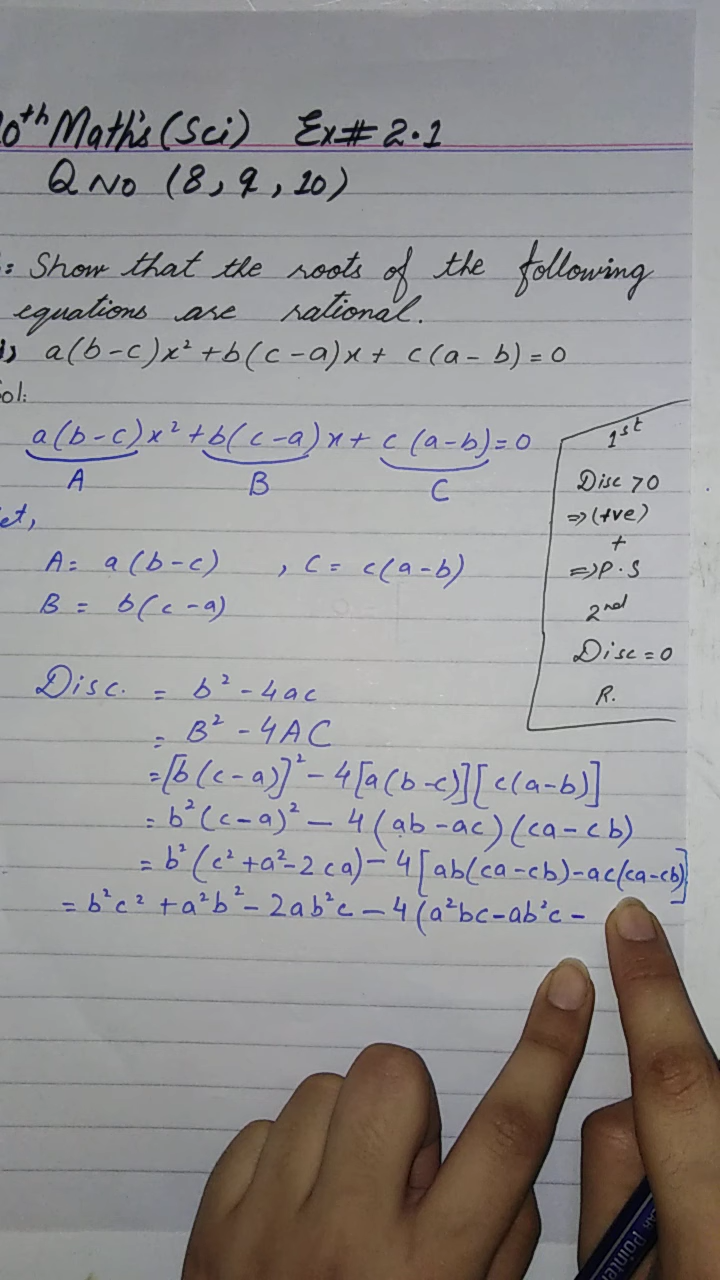 0th Math's (Sci) Ex# 2.1
Q No (8, 9, 10)
: Show that the roots of the following
equations are rational.
a(b-c)x² + b(c-a)x + c(a-b) = 0
ol:
a(b-c)x² + b(c-a)x + c(a-b) = 0
A B C
et,
A = a(b-c) , C = c(a-b)
B = b(c-a)
Disc. = b² - 4ac
= B² - 4AC
= [b(c-a)]² - 4[a(b-c)][c(a-b)]
= b²(c-a)² - 4(ab-ac)(ca-cb)
= b²(c²+a²-2ca) - 4[ab(ca-cb)-ac(ca-cb)]
= b²c² + a²b² - 2ab²c - 4(a²bc-ab²c-
1st
Disc >0
⇒ (+ve)
+
⇒ P.S
2nd
Disc = 0
R.
Pointe